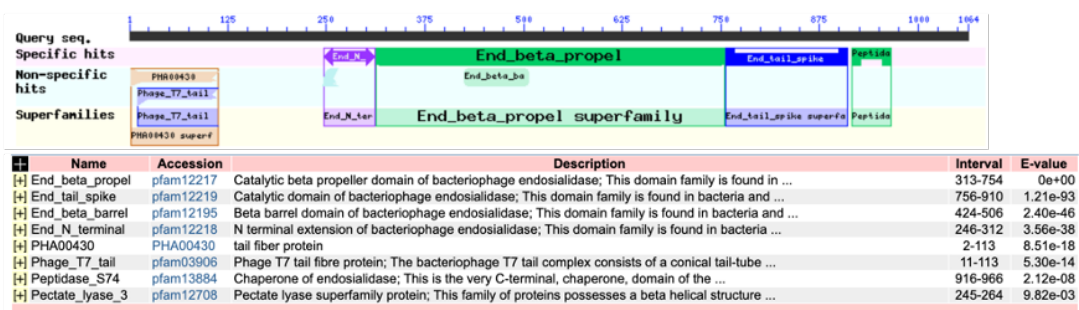 1 125 250 375 500 625 750 875 1000 1064
Query seq.
Specific hits End_N_ End_beta_propel End_tail_spike Peptida
Non-specific hits PHA00430 End_beta_ba
Phage_T7_tail
Superfamilies Phage_T7_tail End_N_ter End_beta_propel superfamily End_tail_spike superfa Peptida
PHA00430 superf
Name Accession Description Interval E-value
[+] End_beta_propel pfam12217 Catalytic beta propeller domain of bacteriophage endosialidase; This domain family is found in ... 313-754 0e+00
[+] End_tail_spike pfam12219 Catalytic domain of bacteriophage endosialidase; This domain family is found in bacteria and ... 756-910 1.21e-93
[+] End_beta_barrel pfam12195 Beta barrel domain of bacteriophage endosialidase; This domain family is found in bacteria and ... 424-506 2.40e-46
[+] End_N_terminal pfam12218 N terminal extension of bacteriophage endosialidase; This domain family is found in bacteria ... 246-312 3.56e-38
[+] PHA00430 PHA00430 tail fiber protein 2-113 8.51e-18
[+] Phage_T7_tail pfam03906 Phage T7 tail fibre protein; The bacteriophage T7 tail complex consists of a conical tail-tube ... 11-113 5.30e-14
[+] Peptidase_S74 pfam13884 Chaperone of endosialidase; This is the very C-terminal, chaperone, domain of the ... 916-966 2.12e-08
[+] Pectate_lyase_3 pfam12708 Pectate lyase superfamily protein; This family of proteins possesses a beta helical structure ... 245-264 9.82e-03